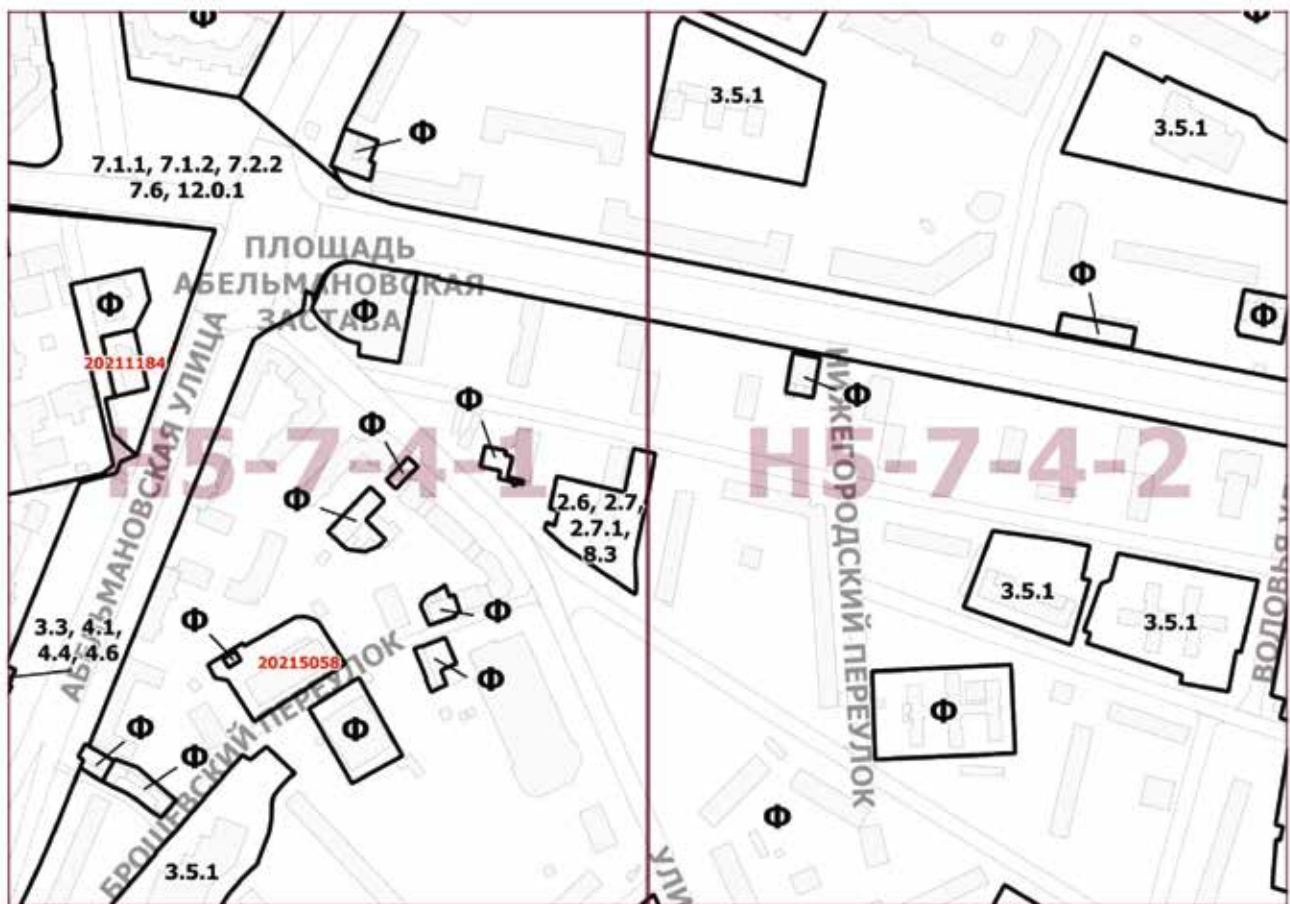 Ф
Ф
7.1.1, 7.1.2, 7.2.2
7.6, 12.0.1
Ф
ПЛОЩАДЬ
АБЕЛЬМАНОВСКАЯ
ЗАСТАВА
Ф
Ф
20211184
АБЕЛЬМАНОВСКАЯ УЛИЦА
Ф
Ф
Н5-7-4-1
Ф
2.6, 2.7,
2.7.1,
8.3
3.3, 4.1,
4.4, 4.6
Ф
Ф
20215058
Ф
Ф
Ф
Ф
БРОШЕВСКИЙ ПЕРЕУЛОК
3.5.1
Ф
3.5.1
3.5.1
Ф
Ф
Ф
НИЖЕГОРОДСКИЙ ПЕРЕУЛОК
Н5-7-4-2
3.5.1
3.5.1
ВОЛОВЬЯ
Ф
Ф